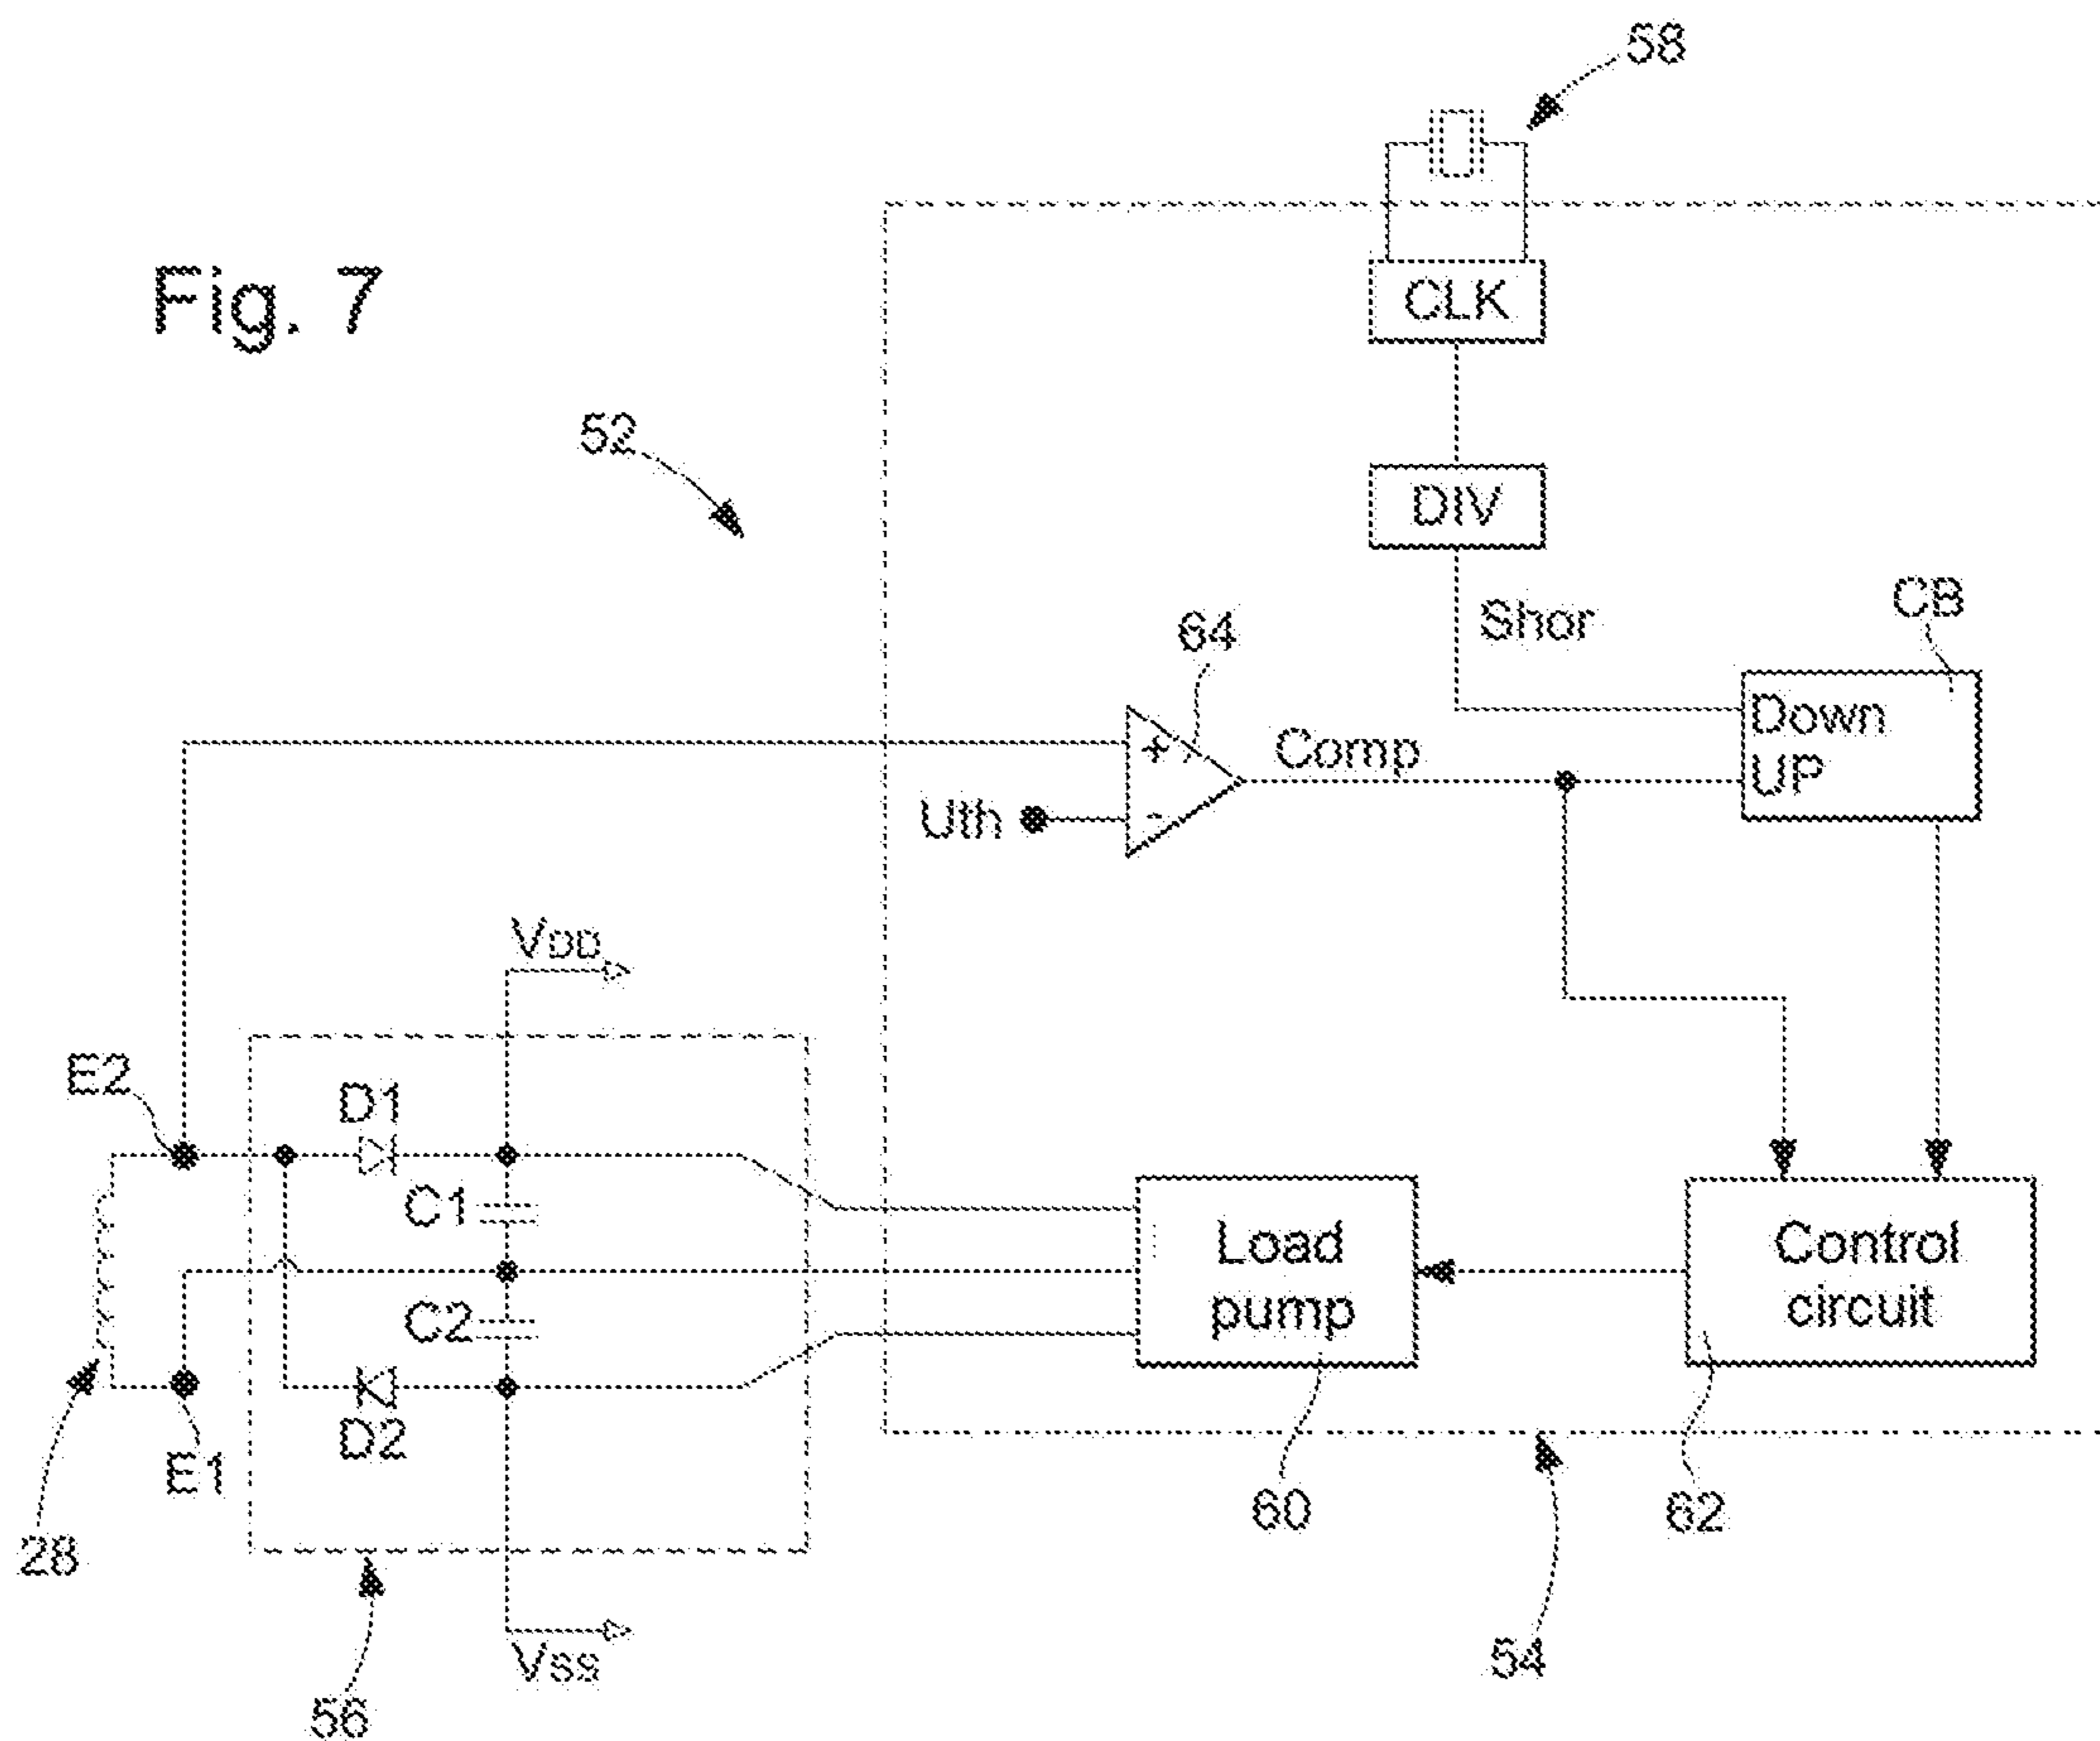 58
Fig. 7
CLK
52
DIV
CB
64
Shor
Down
UP
+
Comp
Uth
-
VDD
E2
D1
C1
Load
pump
Control
circuit
C2
D2
E1
28
60
62
54
VSS
56